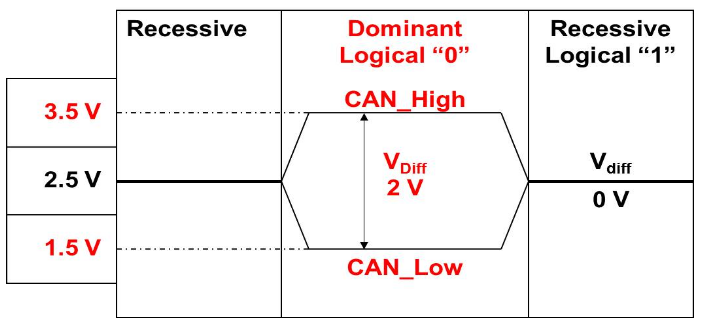 Recessive
Dominant
Logical “0”
Recessive
Logical “1”
3.5 V
CAN_High
2.5 V
VDiff
2 V
Vdiff
0 V
1.5 V
CAN_Low